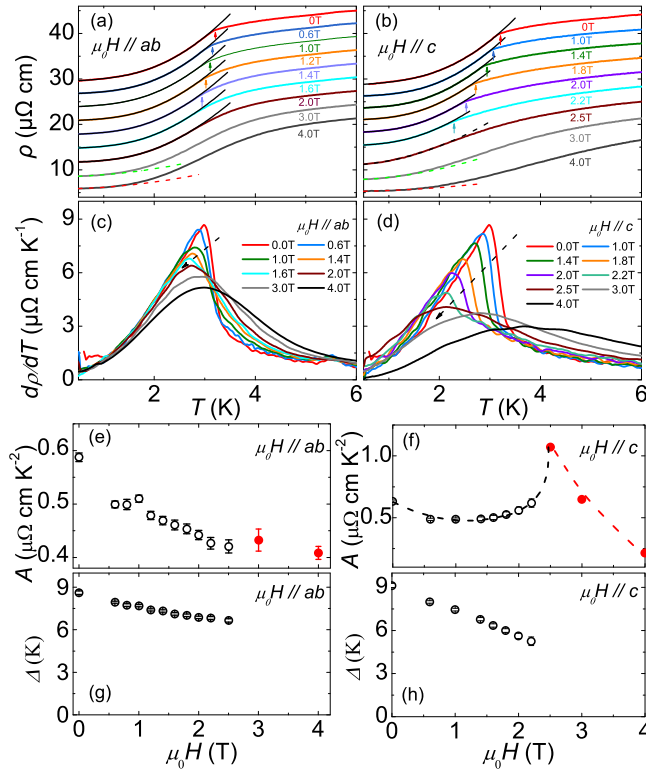 (a)
μ₀H // ab
0T
0.6T
1.0T
1.2T
1.4T
1.6T
2.0T
3.0T
4.0T
40
30
20
10
ρ (μΩ cm)
(b)
μ₀H // c
0T
1.0T
1.4T
1.8T
2.0T
2.2T
2.5T
3.0T
4.0T
(c)
μ₀H // ab
0.0T 0.6T
1.0T 1.4T
1.6T 2.0T
3.0T 4.0T
9
6
3
0
dρ/dT (μΩ cm K⁻¹)
2 4 6
T (K)
(d)
μ₀H // c
0.0T 1.0T
1.4T 1.8T
2.0T 2.2T
2.5T 3.0T
4.0T
2 4 6
T (K)
(e)
μ₀H // ab
0.6
0.5
0.4
A (μΩ cm K⁻²)
(f)
μ₀H // c
1.0
0.5
0.0
A (μΩ cm K⁻²)
μ₀H // ab
9
6
3
0
Δ (K)
(g)
0 1 2 3 4
μ₀H (T)
μ₀H // c
9
6
3
0
Δ (K)
(h)
0 1 2 3 4
μ₀H (T)